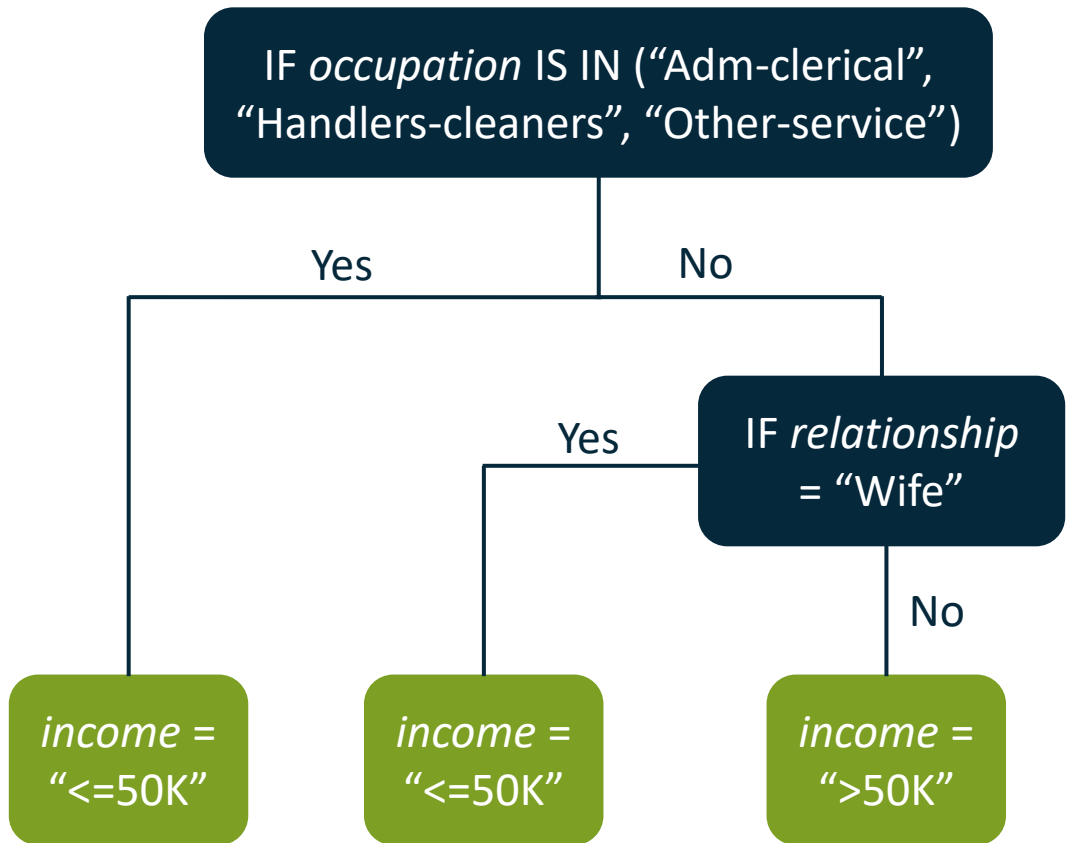 IF occupation IS IN (“Adm-clerical”,
“Handlers-cleaners”, “Other-service”)
Yes
No
Yes
IF relationship
= “Wife”
No
income =
“<=50K”
income =
“<=50K”
income =
“>50K”